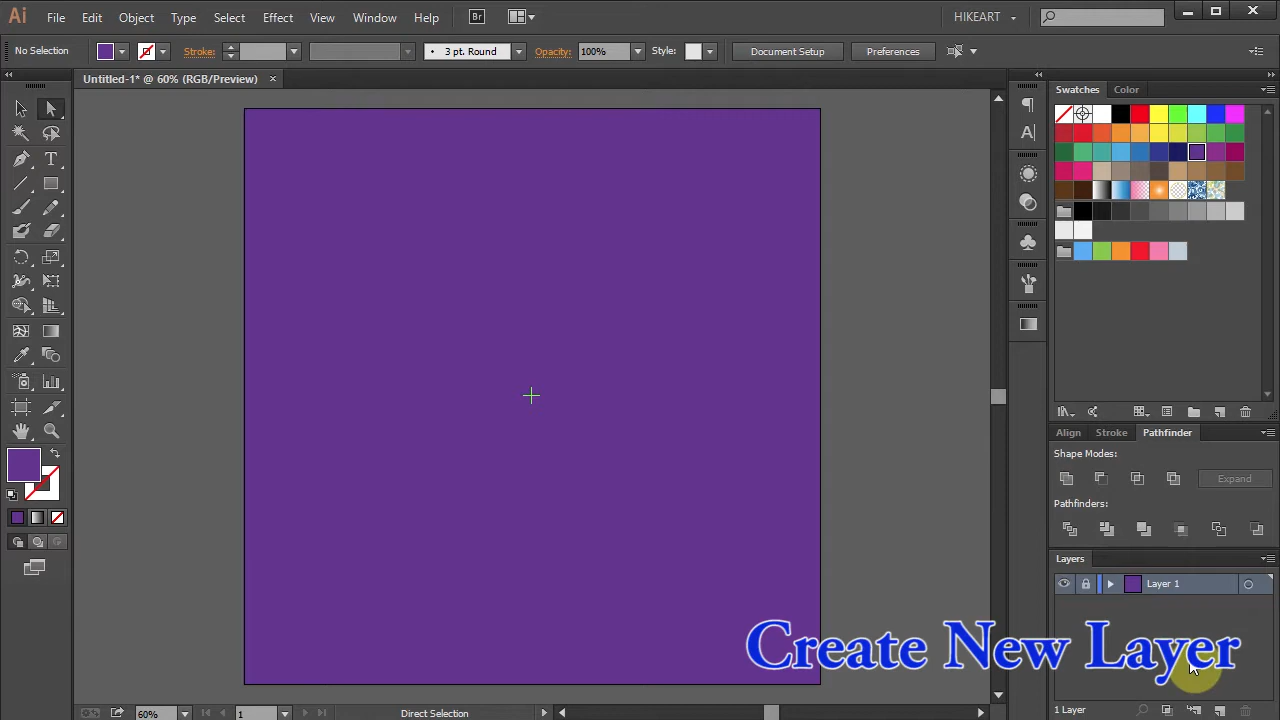 Ai File Edit Object Type Select Effect View Window Help Br HIKEART
No Selection Stroke: 3 pt. Round Opacity: 100% Style: Document Setup Preferences
Untitled-1* @ 60% (RGB/Preview) ×
Swatches Color
Align Stroke Pathfinder
Shape Modes:
Expand
Pathfinders:
Layers
Layer 1
Create New Layer
60% 1 Direct Selection 1 Layer